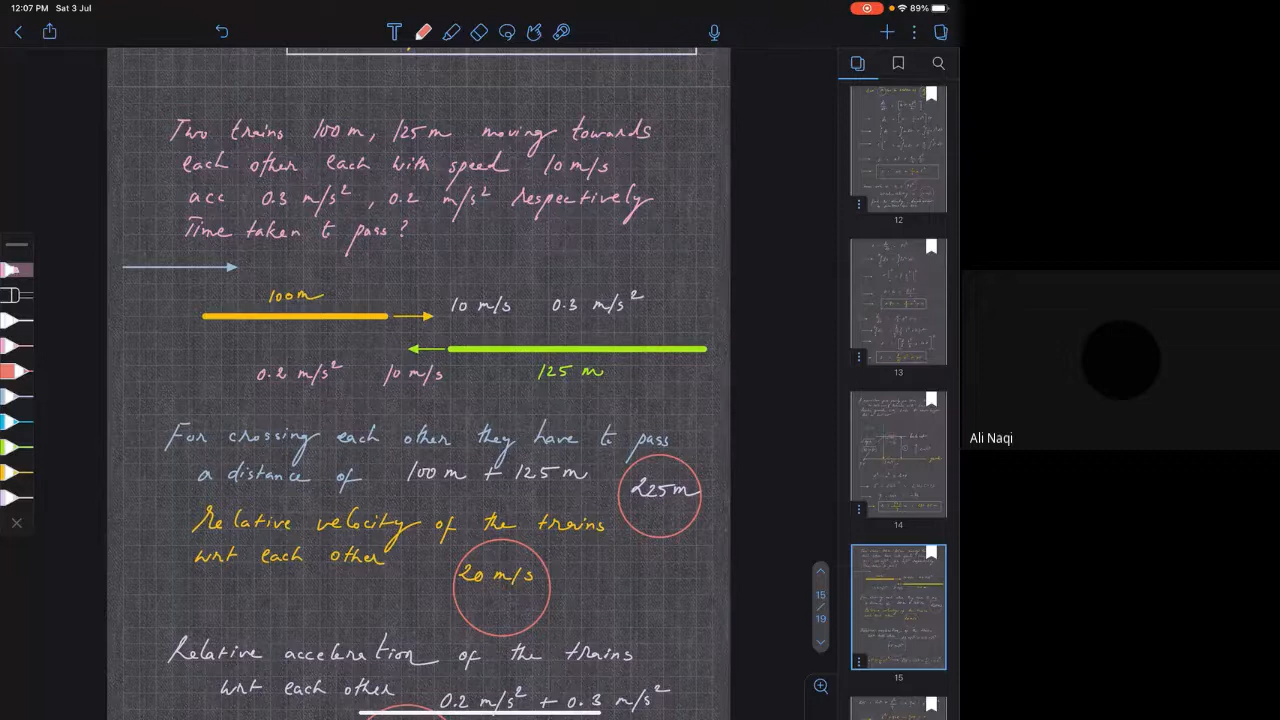 12:07 PM Sat 3 Jul
89%
Two trains 100 m, 125 m moving towards
each other each with speed 10 m/s
acc 0.3 m/s² , 0.2 m/s² respectively
Time taken to pass?
100m
10 m/s 0.3 m/s²
0.2 m/s² 10 m/s
125 m
For crossing each other they have to pass
a distance of 100 m + 125 m
225m
Relative velocity of the trains
wrt each other
20 m/s
Relative acceleration of the trains
wrt each other
0.2 m/s² + 0.3 m/s²
12
13
14
15
15
/
19
Ali Naqi